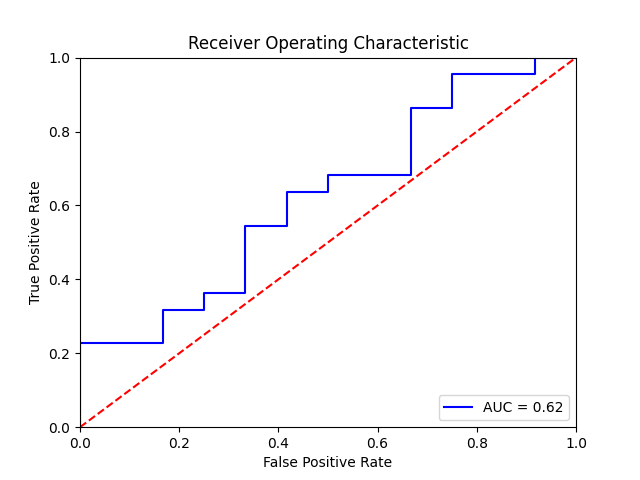 Receiver Operating Characteristic
True Positive Rate
1.0
0.8
0.6
0.4
0.2
0.0
AUC = 0.62
0.0 0.2 0.4 0.6 0.8 1.0
False Positive Rate